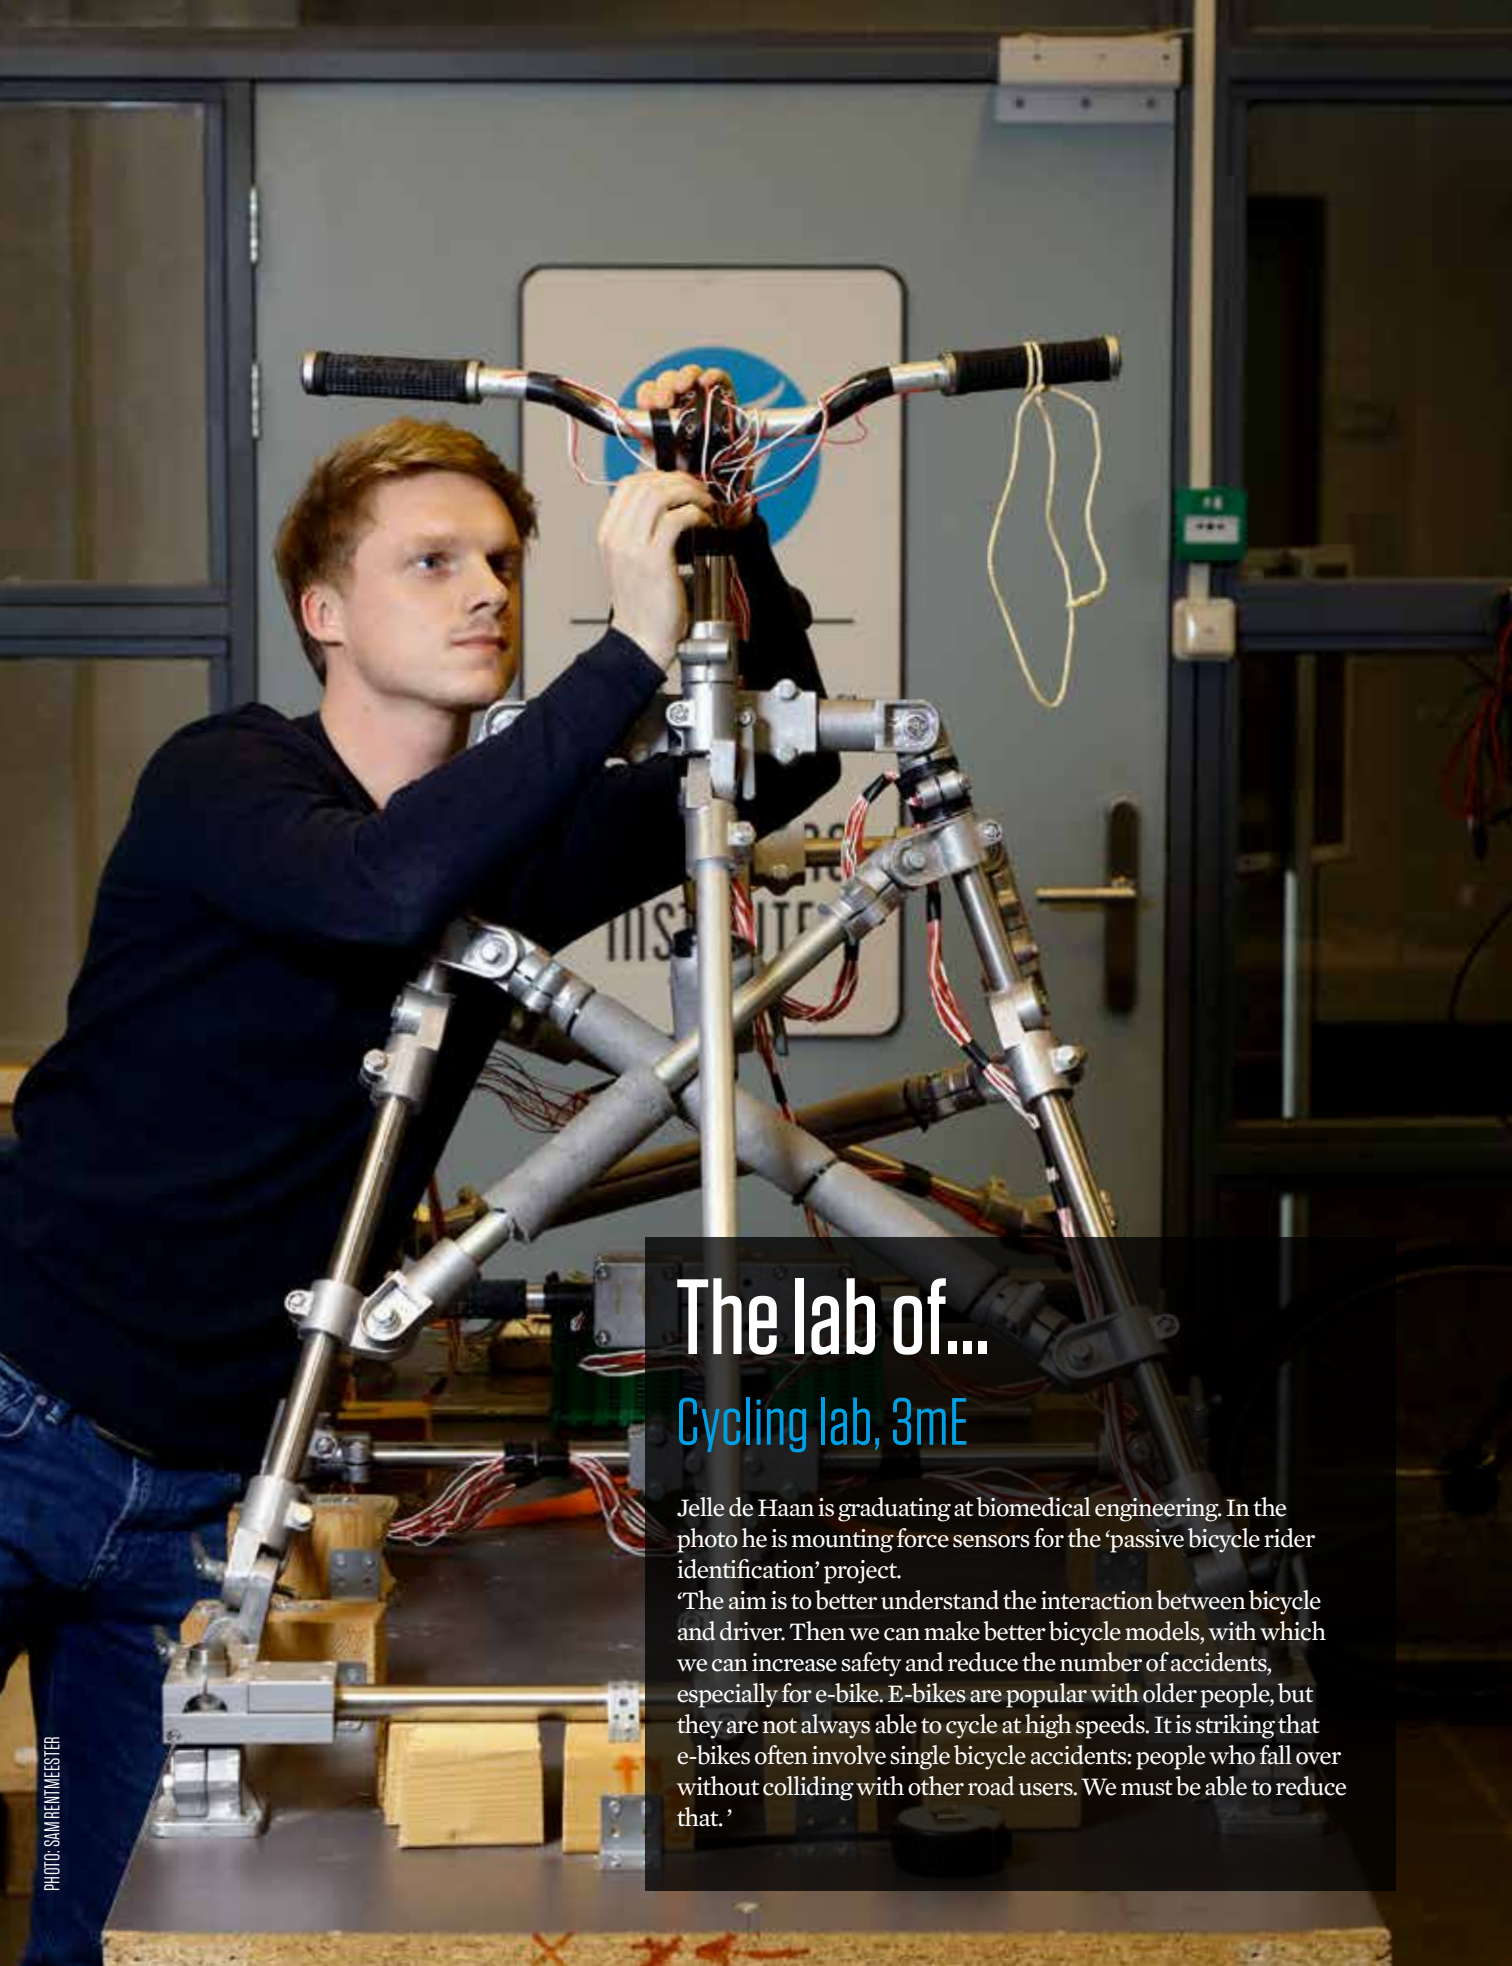 The lab of...
Cycling lab, 3mE
Jelle de Haan is graduating at biomedical engineering. In the
photo he is mounting force sensors for the ‘passive bicycle rider
identification’ project.
‘The aim is to better understand the interaction between bicycle
and driver. Then we can make better bicycle models, with which
we can increase safety and reduce the number of accidents,
especially for e-bike. E-bikes are popular with older people, but
they are not always able to cycle at high speeds. It is striking that
e-bikes often involve single bicycle accidents: people who fall over
without colliding with other road users. We must be able to reduce
that. ’
PHOTO: SAM RENTMEESTER